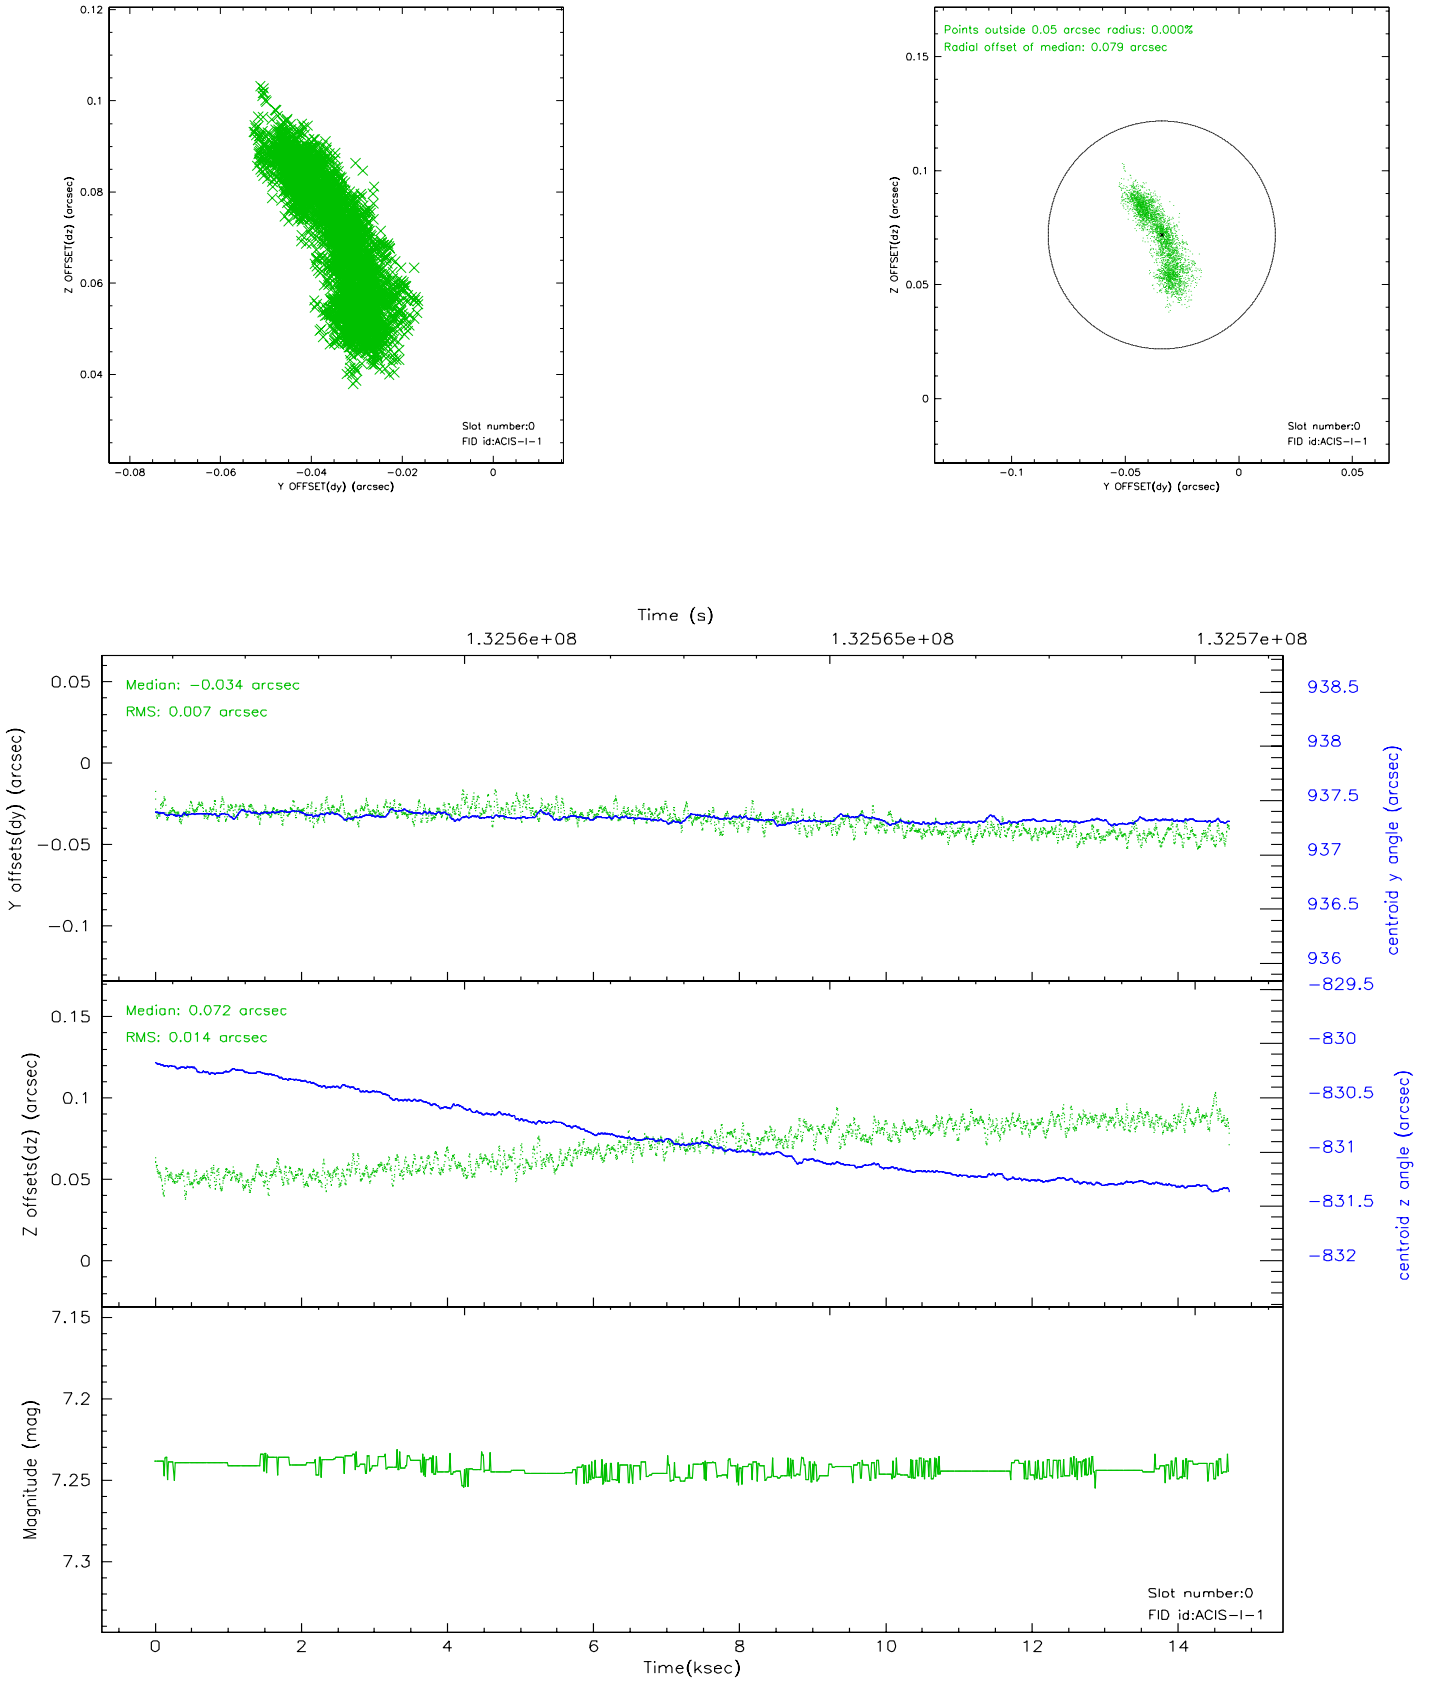 0.12
0.1
0.08
0.06
0.04
Z OFFSET(dz) (arcsec)
Slot number:0
FID id:ACIS-I-1
-0.08 -0.06 -0.04 -0.02 0
Y OFFSET(dy) (arcsec)
Points outside 0.05 arcsec radius: 0.000%
Radial offset of median: 0.079 arcsec
0.15
0.1
0.05
0
Z OFFSET(dz) (arcsec)
Slot number:0
FID id:ACIS-I-1
-0.1 -0.05 0 0.05
Y OFFSET(dy) (arcsec)
Time (s)
1.3256e+08 1.32565e+08 1.3257e+08
Median: -0.034 arcsec
RMS: 0.007 arcsec
0.05
0
-0.05
-0.1
Y offsets(dy) (arcsec)
938.5
938
937.5
937
936.5
936
centroid y angle (arcsec)
Median: 0.072 arcsec
RMS: 0.014 arcsec
0.15
0.1
0.05
0
Z offsets(dz) (arcsec)
-829.5
-830
-830.5
-831
-831.5
-832
centroid z angle (arcsec)
7.15
7.2
7.25
7.3
Magnitude (mag)
Slot number:0
FID id:ACIS-I-1
0 2 4 6 8 10 12 14
Time(ksec)